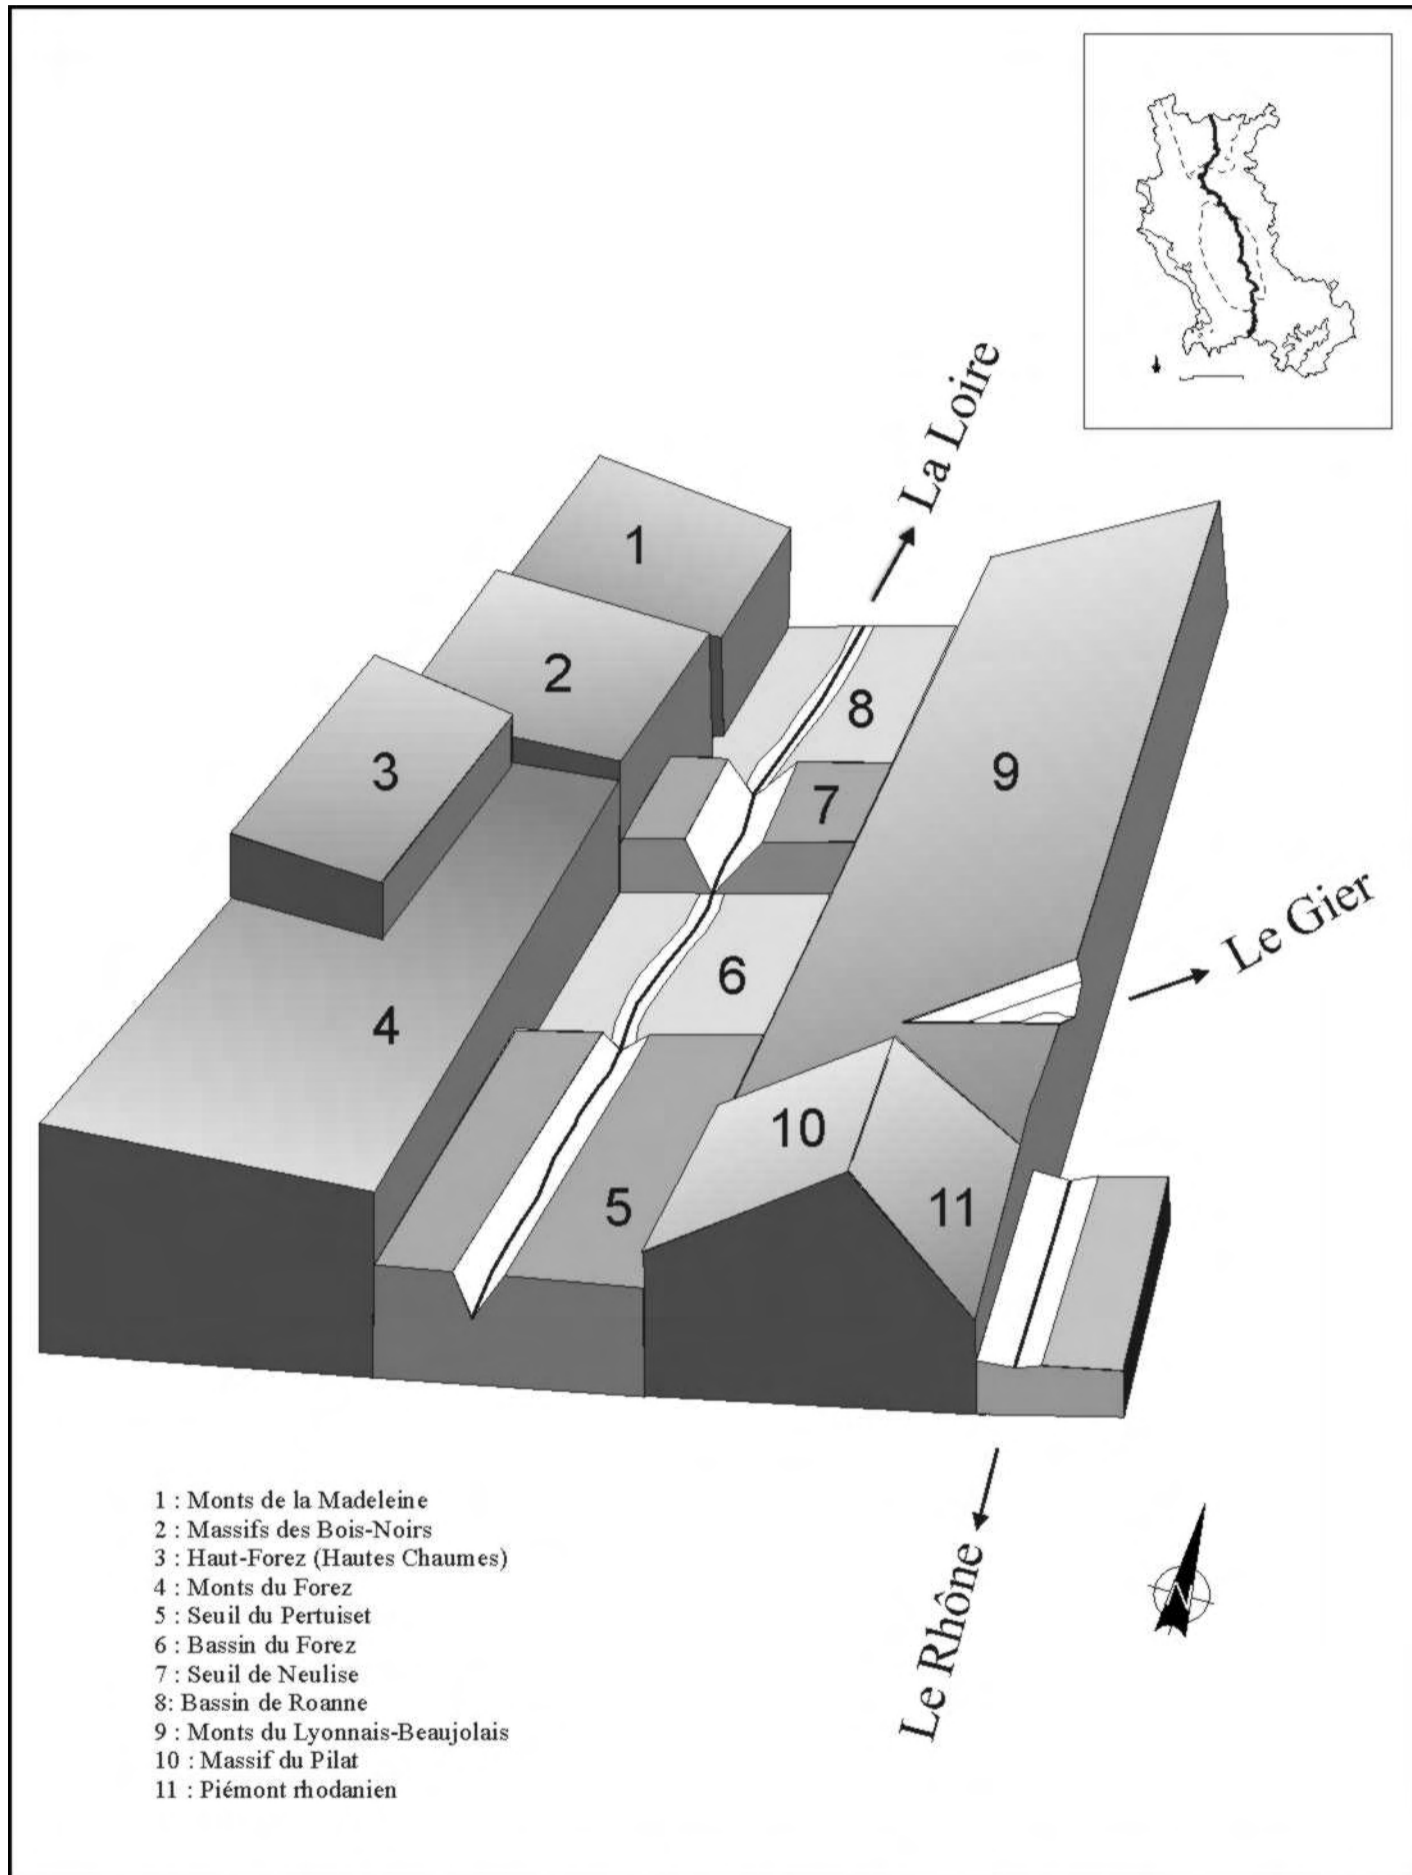 La Loire
1
2
3
8
7
9
Le Gier
6
4
10
5
11
Le Rhône
N
1 : Monts de la Madeleine
2 : Massifs des Bois-Noirs
3 : Haut-Forez (Hautes Chaumes)
4 : Monts du Forez
5 : Seuil du Pertuiset
6 : Bassin du Forez
7 : Seuil de Neulise
8: Bassin de Roanne
9 : Monts du Lyonnais-Beaujolais
10 : Massif du Pilat
11 : Piémont rhodanien